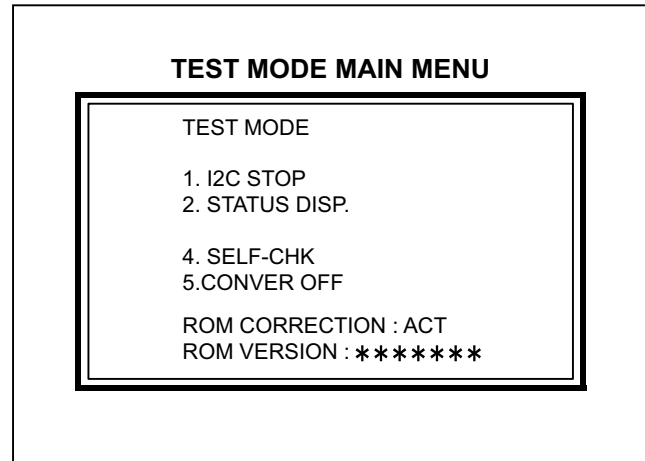 TEST MODE MAIN MENU
TEST MODE
1. I2C STOP
2. STATUS DISP.
4. SELF-CHK
5.CONVER OFF
ROM CORRECTION : ACT
ROM VERSION : *******